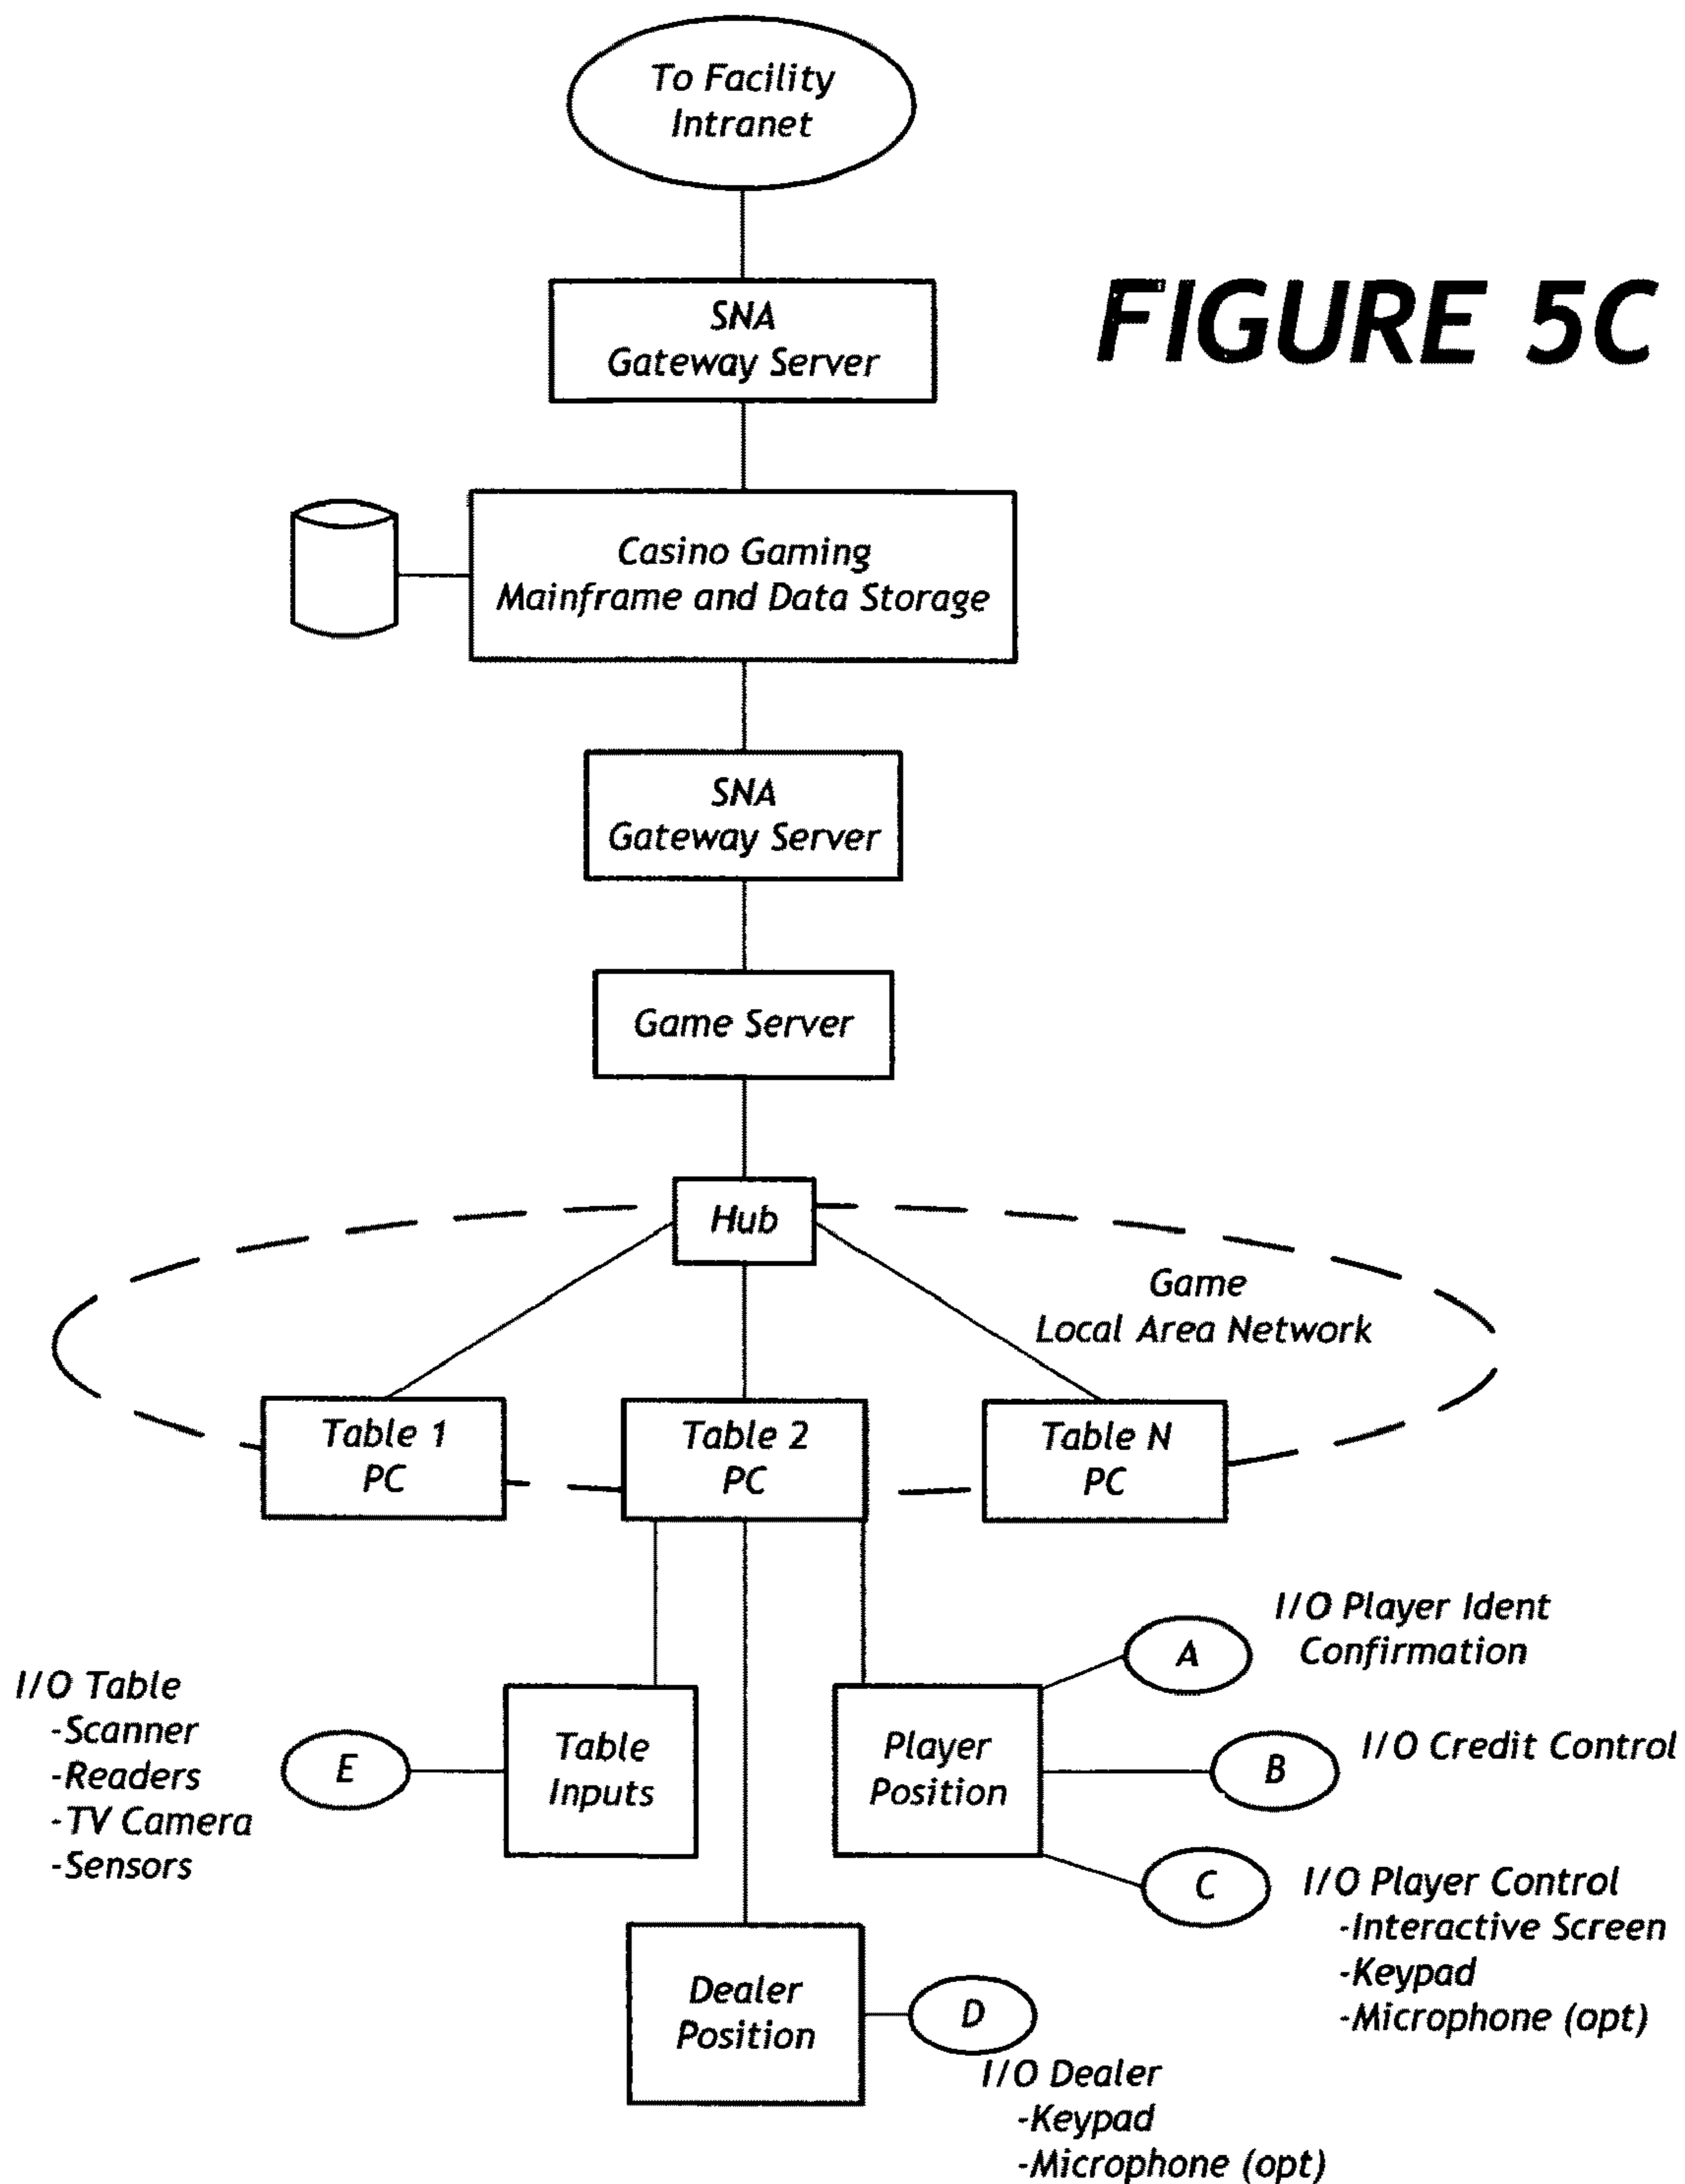 To Facility
Intranet
FIGURE 5C
SNA
Gateway Server
Casino Gaming
Mainframe and Data Storage
SNA
Gateway Server
Game Server
Hub
Game
Local Area Network
Table 1
PC
Table 2
PC
Table N
PC
I/O Table
-Scanner
-Readers
-TV Camera
-Sensors
E
Table
Inputs
Player
Position
A
I/O Player Ident
Confirmation
B
I/O Credit Control
C
I/O Player Control
-Interactive Screen
-Keypad
-Microphone (opt)
Dealer
Position
D
I/O Dealer
-Keypad
-Microphone (opt)